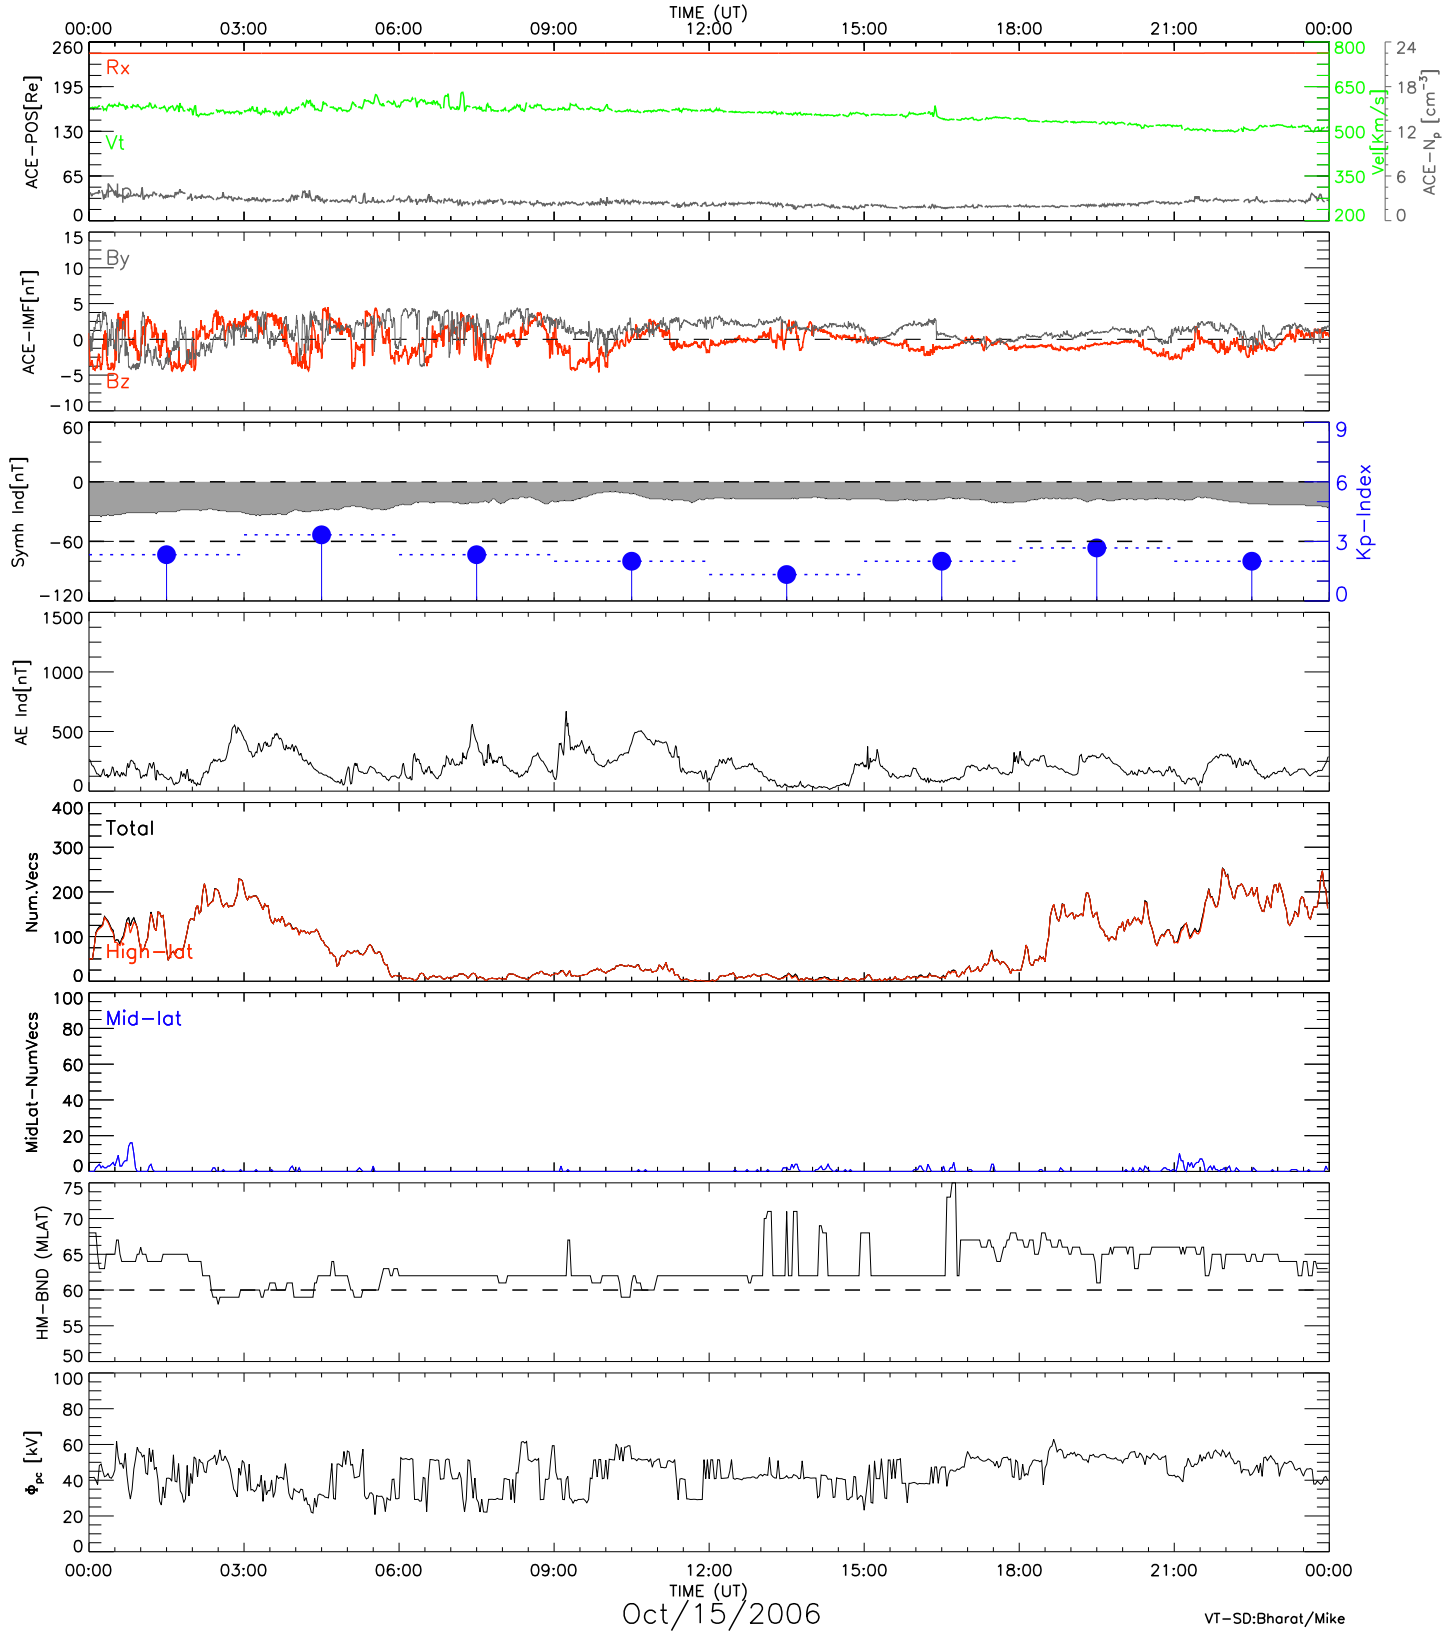 TIME (UT)
00:00 03:00 06:00 09:00 12:00 15:00 18:00 21:00 00:00
260 195 130 65 0
ACE-POS[Re]
Rx
Vt
Np
800 650 500 350 200
Vel[Km/s]
24 18 12 6 0
ACE-Np [cm⁻³]
15 10 5 0 -5 -10
ACE-IMF[nT]
By
Bz
60 0 -60 -120
Symh Ind[nT]
9 6 3 0
Kp-Index
1500 1000 500 0
AE Ind[nT]
400 300 200 100 0
Num.Vecs
Total
High-lat
100 80 60 40 20 0
MidLat-NumVecs
Mid-lat
75 70 65 60 55 50
HM-BND (MLAT)
100 80 60 40 20 0
Φpc [kV]
00:00 03:00 06:00 09:00 12:00 15:00 18:00 21:00 00:00
TIME (UT)
Oct/15/2006
VT-SD:Bharat/Mike